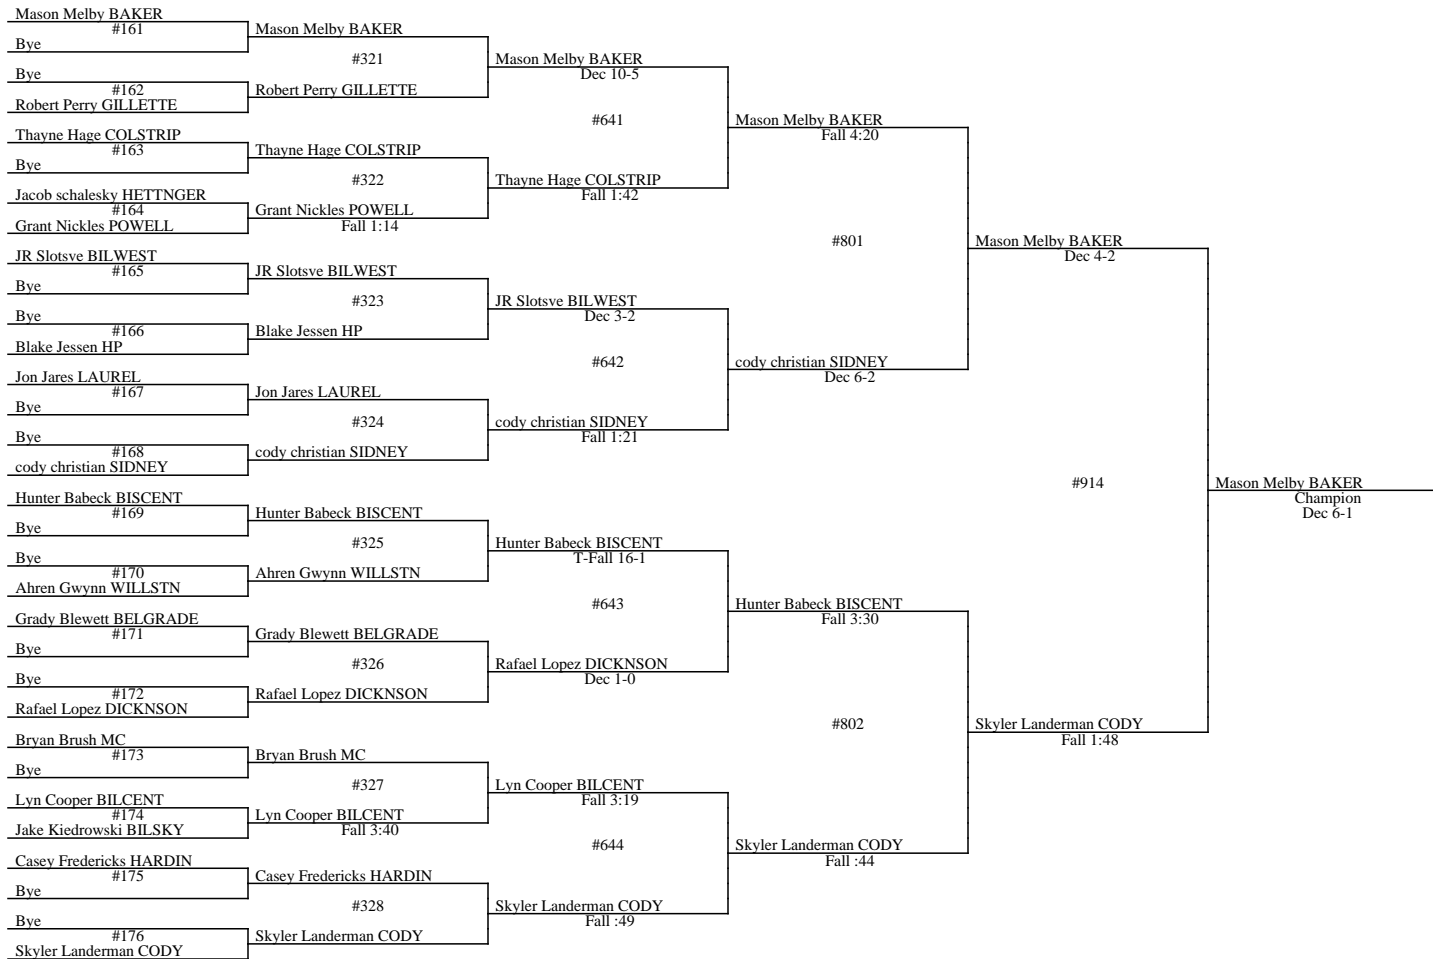 Mason Melby BAKER
#161
Bye
Bye
#162
Robert Perry GILLETTE
Thayne Hage COLSTRIP
#163
Bye
Jacob schalesky HETTNGER
#164
Grant Nickles POWELL
JR Slotsve BILWEST
#165
Bye
Bye
#166
Blake Jessen HP
Jon Jares LAUREL
#167
Bye
Bye
#168
cody christian SIDNEY
Hunter Babeck BISCENT
#169
Bye
Bye
#170
Ahren Gwynn WILLSTN
Grady Blewett BELGRADE
#171
Bye
Bye
#172
Rafael Lopez DICKNSON
Bryan Brush MC
#173
Bye
Lyn Cooper BILCENT
#174
Jake Kiedrowski BILSKY
Casey Fredericks HARDIN
#175
Bye
Bye
#176
Skyler Landerman CODY
Mason Melby BAKER
#321
Robert Perry GILLETTE
Thayne Hage COLSTRIP
#322
Grant Nickles POWELL
Fall 1:14
JR Slotsve BILWEST
#323
Blake Jessen HP
Jon Jares LAUREL
#324
cody christian SIDNEY
Hunter Babeck BISCENT
#325
Ahren Gwynn WILLSTN
Grady Blewett BELGRADE
#326
Rafael Lopez DICKNSON
Bryan Brush MC
#327
Lyn Cooper BILCENT
Fall 3:40
Casey Fredericks HARDIN
#328
Skyler Landerman CODY
Mason Melby BAKER
Dec 10-5
#641
Thayne Hage COLSTRIP
Fall 1:42
JR Slotsve BILWEST
Dec 3-2
#642
cody christian SIDNEY
Fall 1:21
Hunter Babeck BISCENT
T-Fall 16-1
#643
Rafael Lopez DICKNSON
Dec 1-0
Lyn Cooper BILCENT
Fall 3:19
#644
Skyler Landerman CODY
Fall :49
Mason Melby BAKER
Fall 4:20
#801
cody christian SIDNEY
Dec 6-2
Hunter Babeck BISCENT
Fall 3:30
#802
Skyler Landerman CODY
Fall :44
Mason Melby BAKER
Dec 4-2
#914
Skyler Landerman CODY
Fall 1:48
Mason Melby BAKER
Champion
Dec 6-1